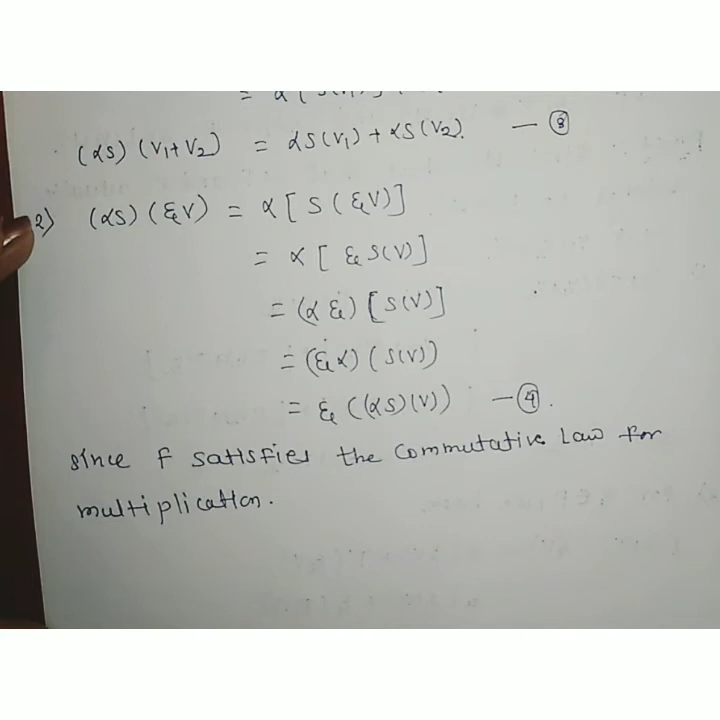 (αS) (V₁+V₂) = αS(V₁) + αS(V₂). — ③
2) (αS) (ξV) = α[S(ξV)]
= α[ξ S(V)]
= (αξ) [S(V)]
= (ξα) (S(V))
= ξ((αS)(V)) — ④.
since F satisfies the commutative Law for
multiplication.